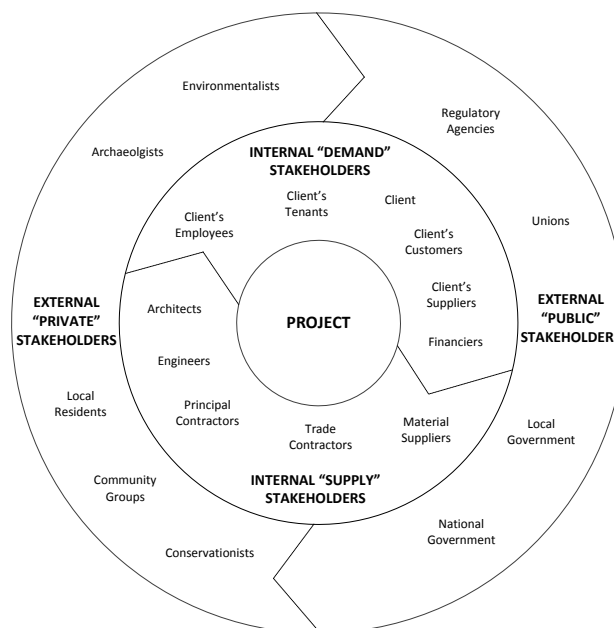 Environmentalists
Regulatory
Agencies
Archaeolgists
INTERNAL “DEMAND”
STAKEHOLDERS
Client’s
Tenants
Client
Client’s
Employees
Unions
Client’s
Customers
Client’s
Suppliers
EXTERNAL
“PRIVATE”
STAKEHOLDERS
Architects
PROJECT
Financiers
EXTERNAL
“PUBLIC”
STAKEHOLDER
Engineers
Local
Residents
Principal
Contractors
Trade
Contractors
Material
Suppliers
Local
Government
INTERNAL “SUPPLY”
STAKEHOLDERS
Community
Groups
National
Government
Conservationists